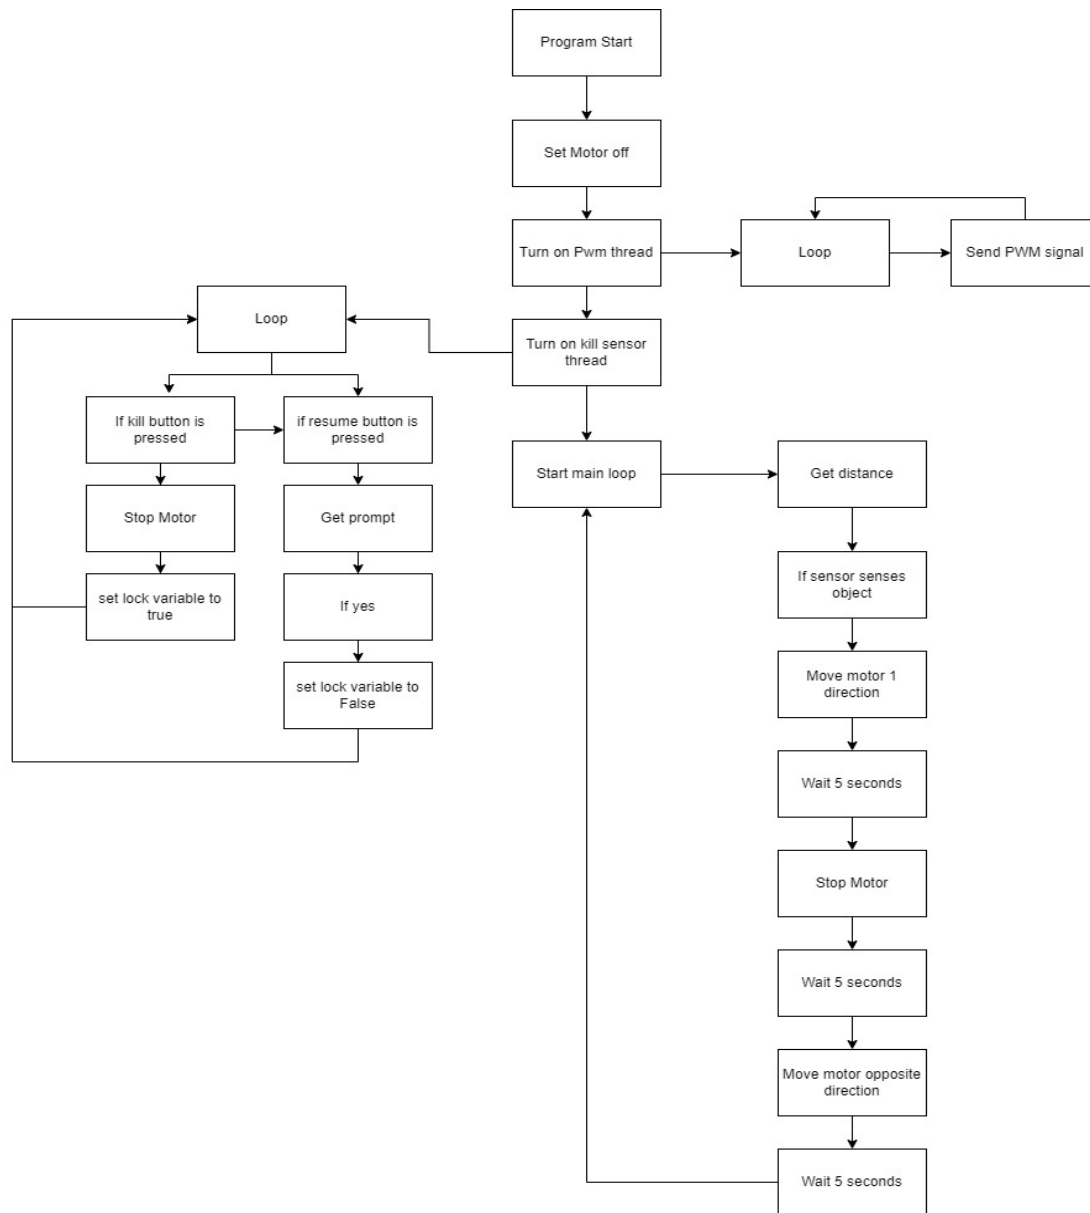 Program Start
Set Motor off
Turn on Pwm thread
Loop
Send PWM signal
Loop
Turn on kill sensor
thread
If kill button is
pressed
if resume button is
pressed
Start main loop
Get distance
Stop Motor
Get prompt
If sensor senses
object
set lock variable to
true
If yes
set lock variable to
False
Move motor 1
direction
Wait 5 seconds
Stop Motor
Wait 5 seconds
Move motor opposite
direction
Wait 5 seconds